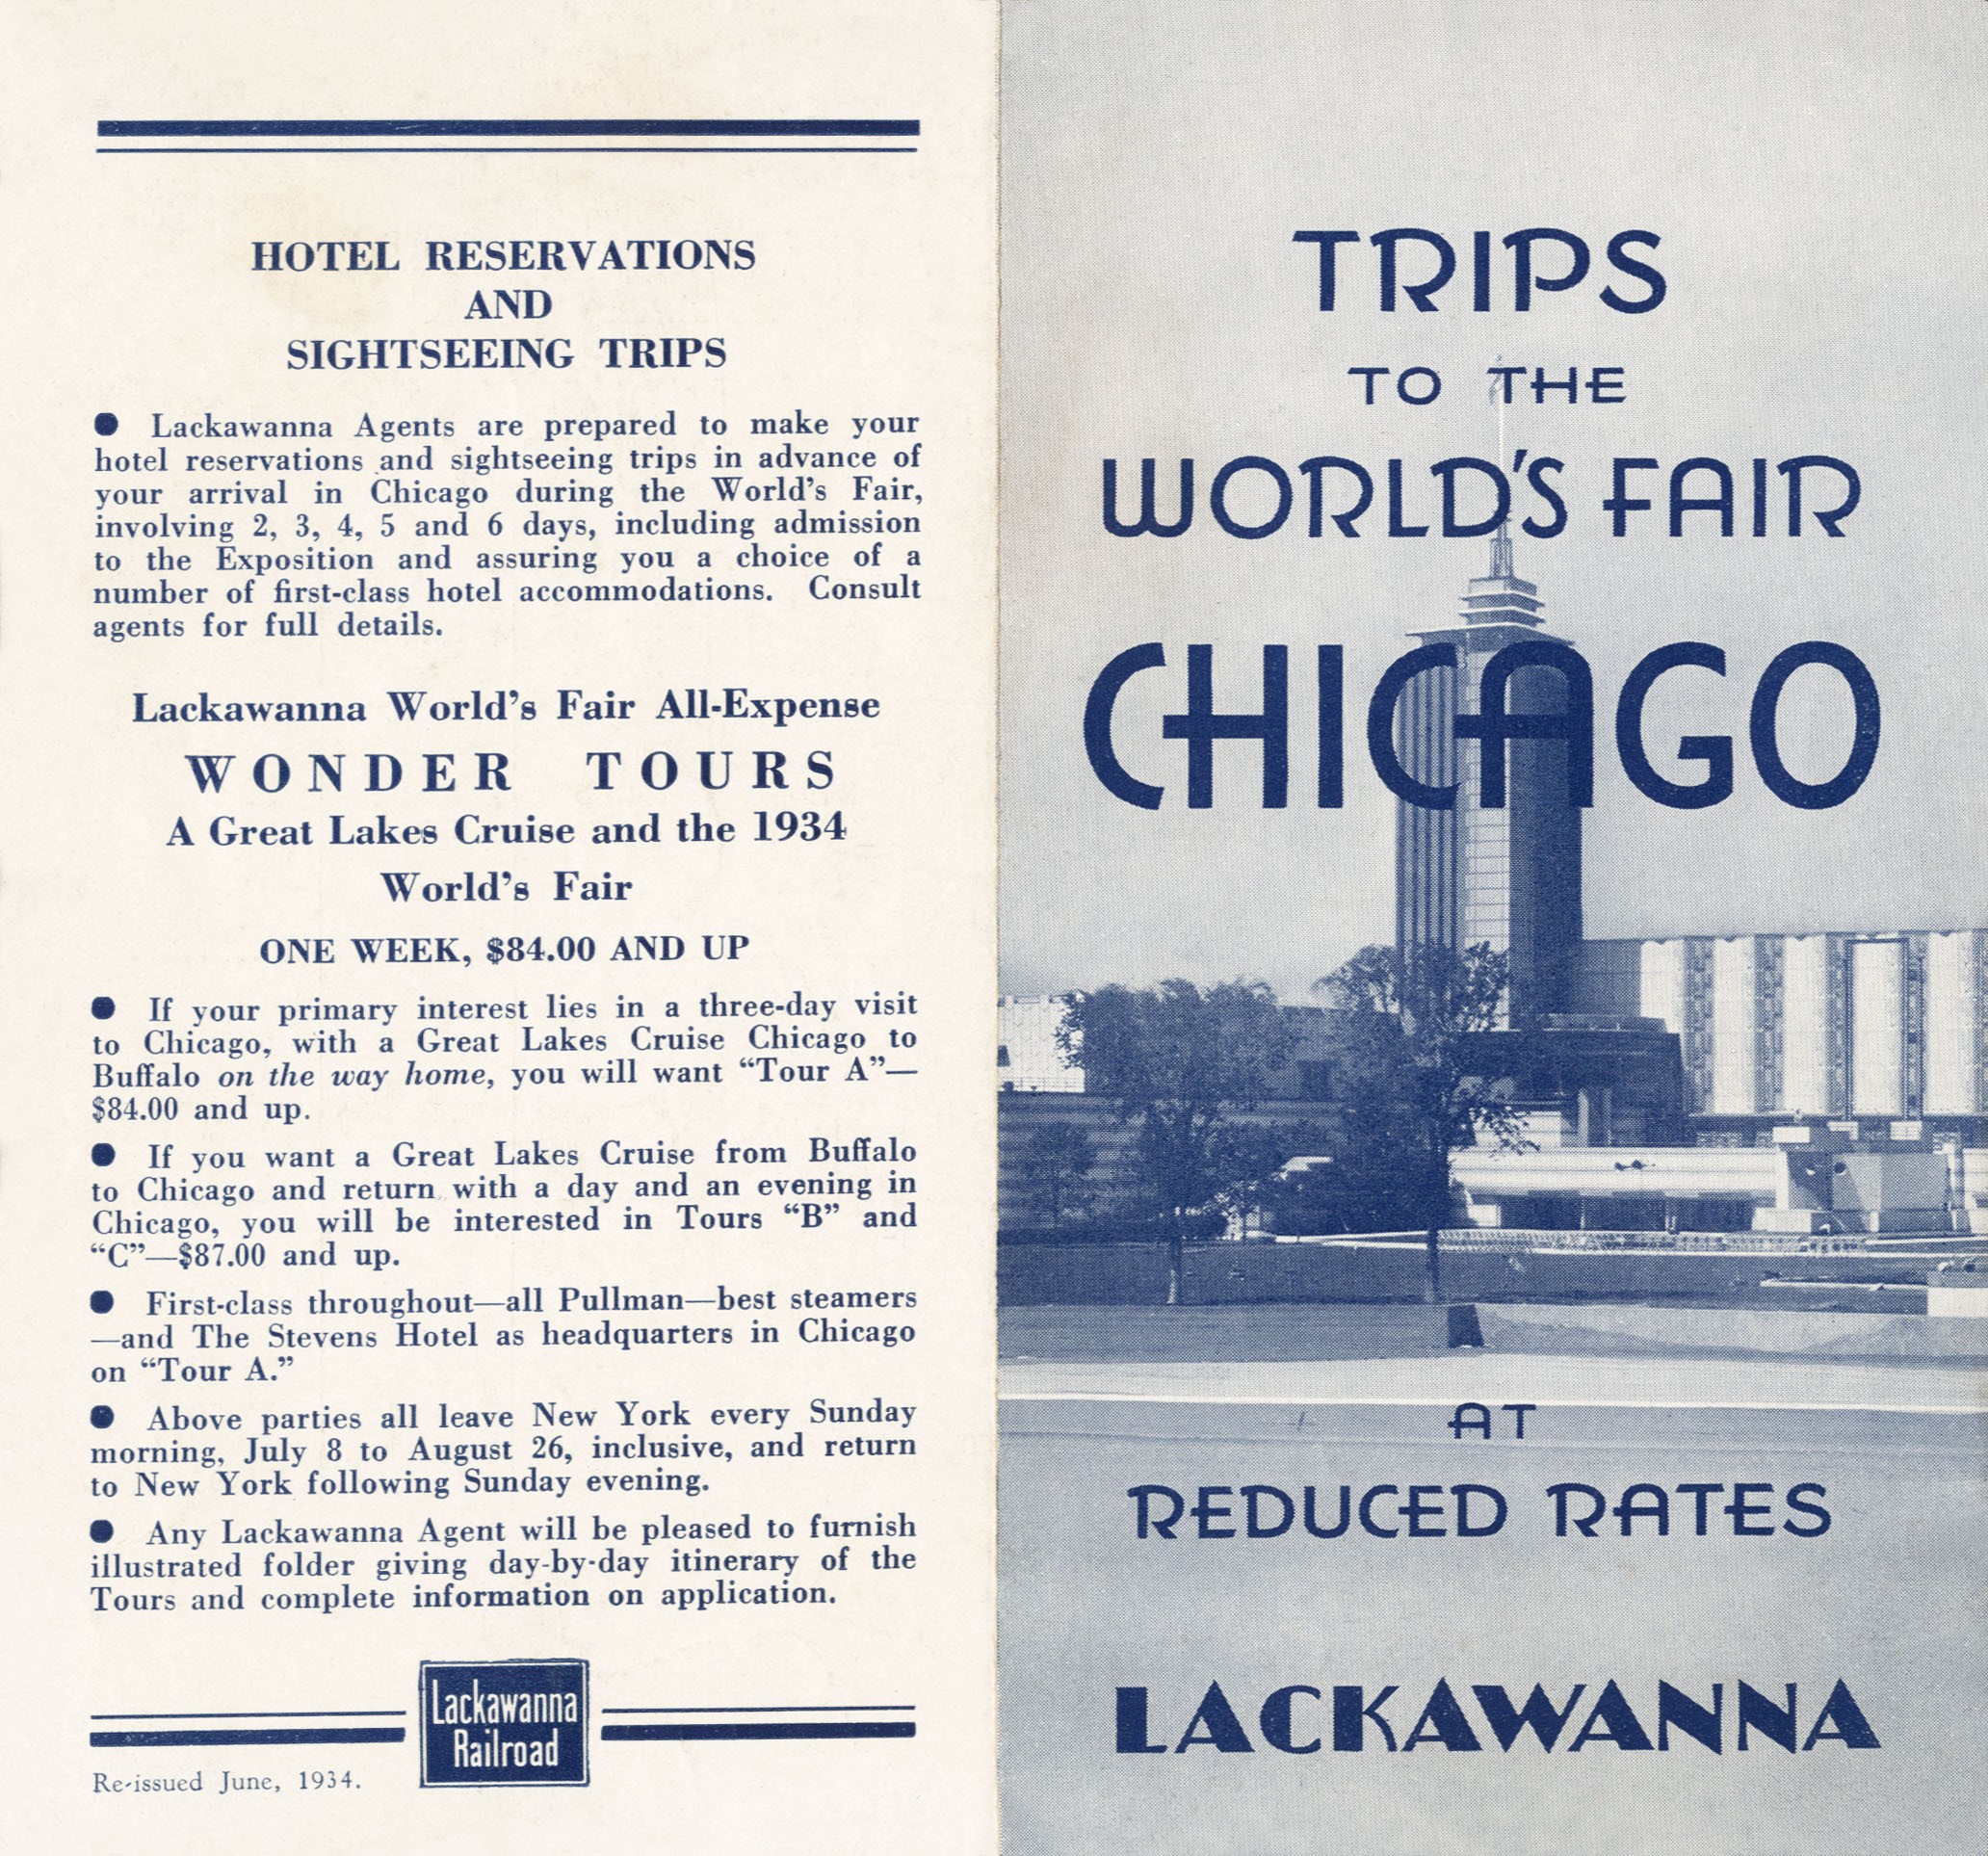 HOTEL RESERVATIONS
AND
SIGHTSEEING TRIPS
● Lackawanna Agents are prepared to make your
hotel reservations and sightseeing trips in advance of
your arrival in Chicago during the World's Fair,
involving 2, 3, 4, 5 and 6 days, including admission
to the Exposition and assuring you a choice of a
number of first-class hotel accommodations. Consult
agents for full details.
Lackawanna World's Fair All-Expense
WONDER TOURS
A Great Lakes Cruise and the 1934
World's Fair
ONE WEEK, $84.00 AND UP
● If your primary interest lies in a three-day visit
to Chicago, with a Great Lakes Cruise Chicago to
Buffalo on the way home, you will want “Tour A”—
$84.00 and up.
● If you want a Great Lakes Cruise from Buffalo
to Chicago and return with a day and an evening in
Chicago, you will be interested in Tours “B” and
“C”—$87.00 and up.
● First-class throughout—all Pullman—best steamers
—and The Stevens Hotel as headquarters in Chicago
on “Tour A.”
● Above parties all leave New York every Sunday
morning, July 8 to August 26, inclusive, and return
to New York following Sunday evening.
● Any Lackawanna Agent will be pleased to furnish
illustrated folder giving day-by-day itinerary of the
Tours and complete information on application.
Lackawanna
Railroad
Re-issued June, 1934.
TRIPS
TO THE
WORLD'S FAIR
CHICAGO
AT
REDUCED RATES
LACKAWANNA